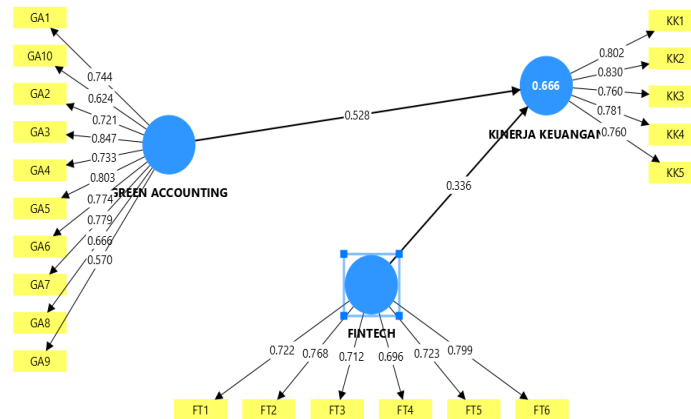 GA1
GA10
GA2
GA3
GA4
GA5
GA6
GA7
GA8
GA9
0.744
0.624
0.721
0.847
0.733
0.803
0.774
0.779
0.666
0.570
GREEN ACCOUNTING
0.528
0.336
0.666
KINERJA KEUANGAN
0.802
0.830
0.760
0.781
0.760
KK1
KK2
KK3
KK4
KK5
FINTECH
0.722
0.768
0.712
0.696
0.723
0.799
FT1
FT2
FT3
FT4
FT5
FT6